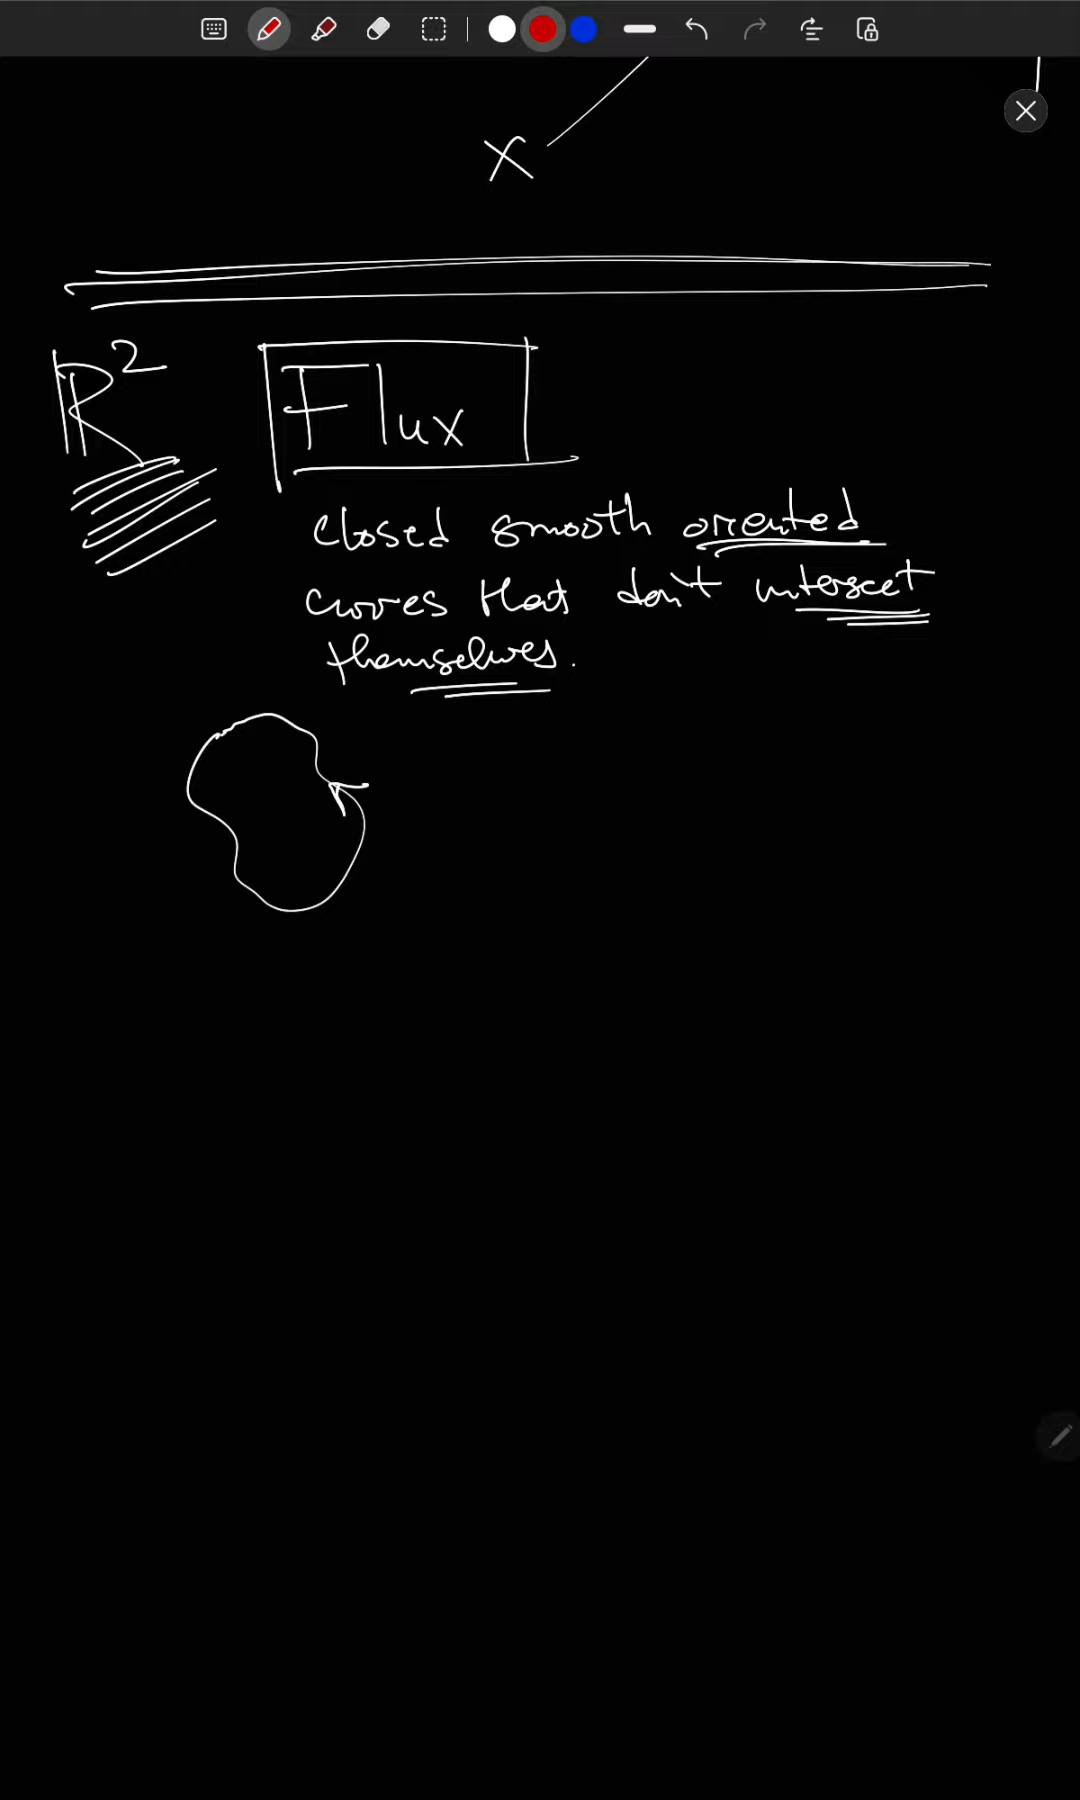 X
R² Flux
closed smooth oriented
curves that don't intersect
themselves.